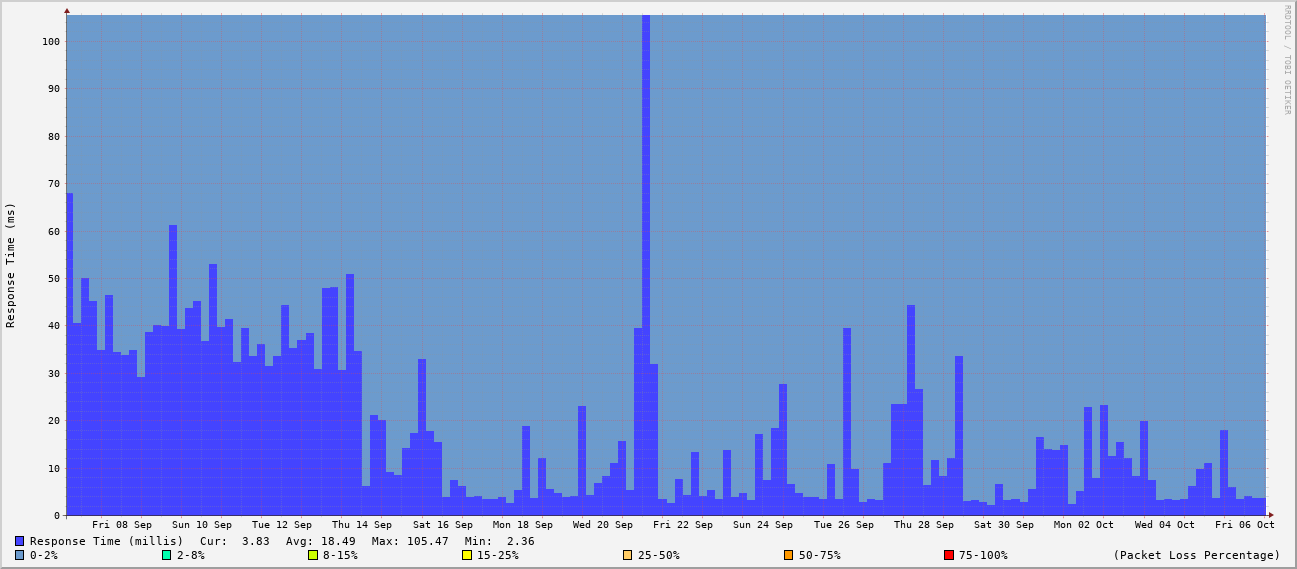 RRDTOOL / TOBI OETIKER
Response Time (ms)
100
90
80
70
60
50
40
30
20
10
0
Fri 08 Sep Sun 10 Sep Tue 12 Sep Thu 14 Sep Sat 16 Sep Mon 18 Sep Wed 20 Sep Fri 22 Sep Sun 24 Sep Tue 26 Sep Thu 28 Sep Sat 30 Sep Mon 02 Oct Wed 04 Oct Fri 06 Oct
Response Time (millis) Cur: 3.83 Avg: 18.49 Max: 105.47 Min: 2.36
0-2% 2-8% 8-15% 15-25% 25-50% 50-75% 75-100% (Packet Loss Percentage)